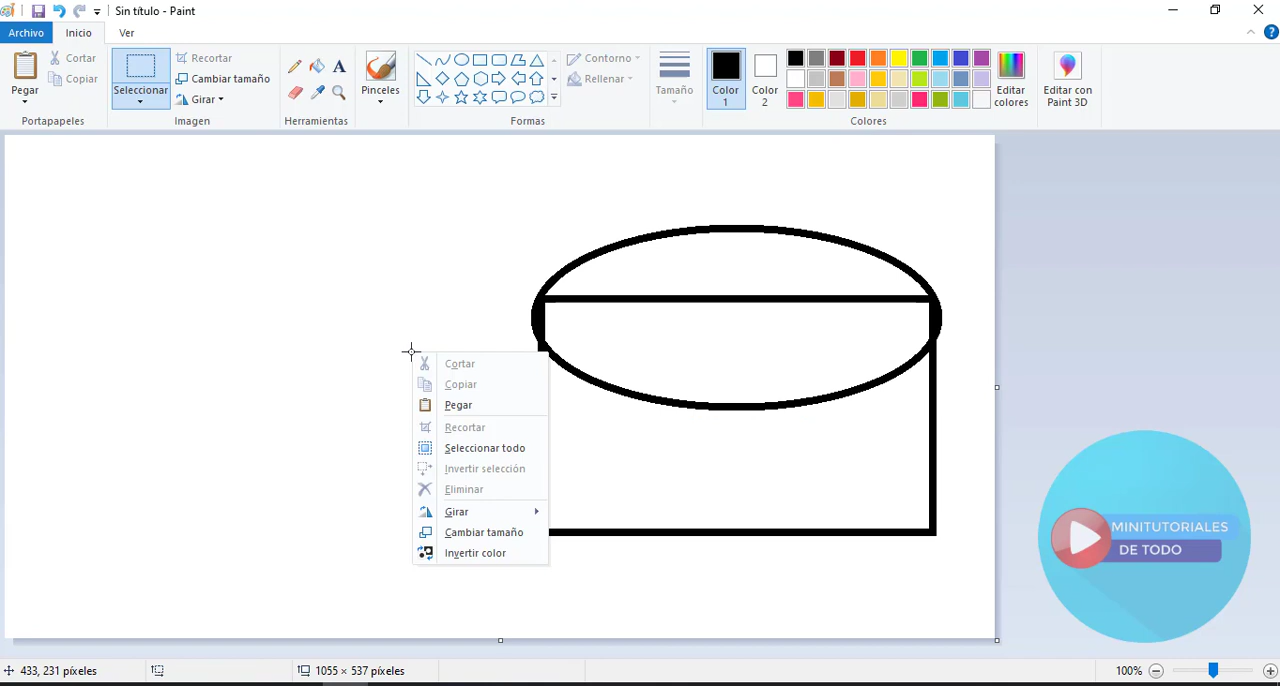 Sin título - Paint
Archivo
Inicio
Ver
Pegar
Cortar
Copiar
Portapapeles
Seleccionar
Recortar
Cambiar tamaño
Girar
Imagen
A
Herramientas
Pinceles
Contorno
Rellenar
Formas
Tamaño
Color
1
Color
2
Editar
colores
Colores
Editar con
Paint 3D
Cortar
Copiar
Pegar
Recortar
Seleccionar todo
Invertir selección
Eliminar
Girar
Cambiar tamaño
Invertir color
MINITUTORIALES
DE TODO
433, 231 píxeles
1055 × 537 píxeles
100%